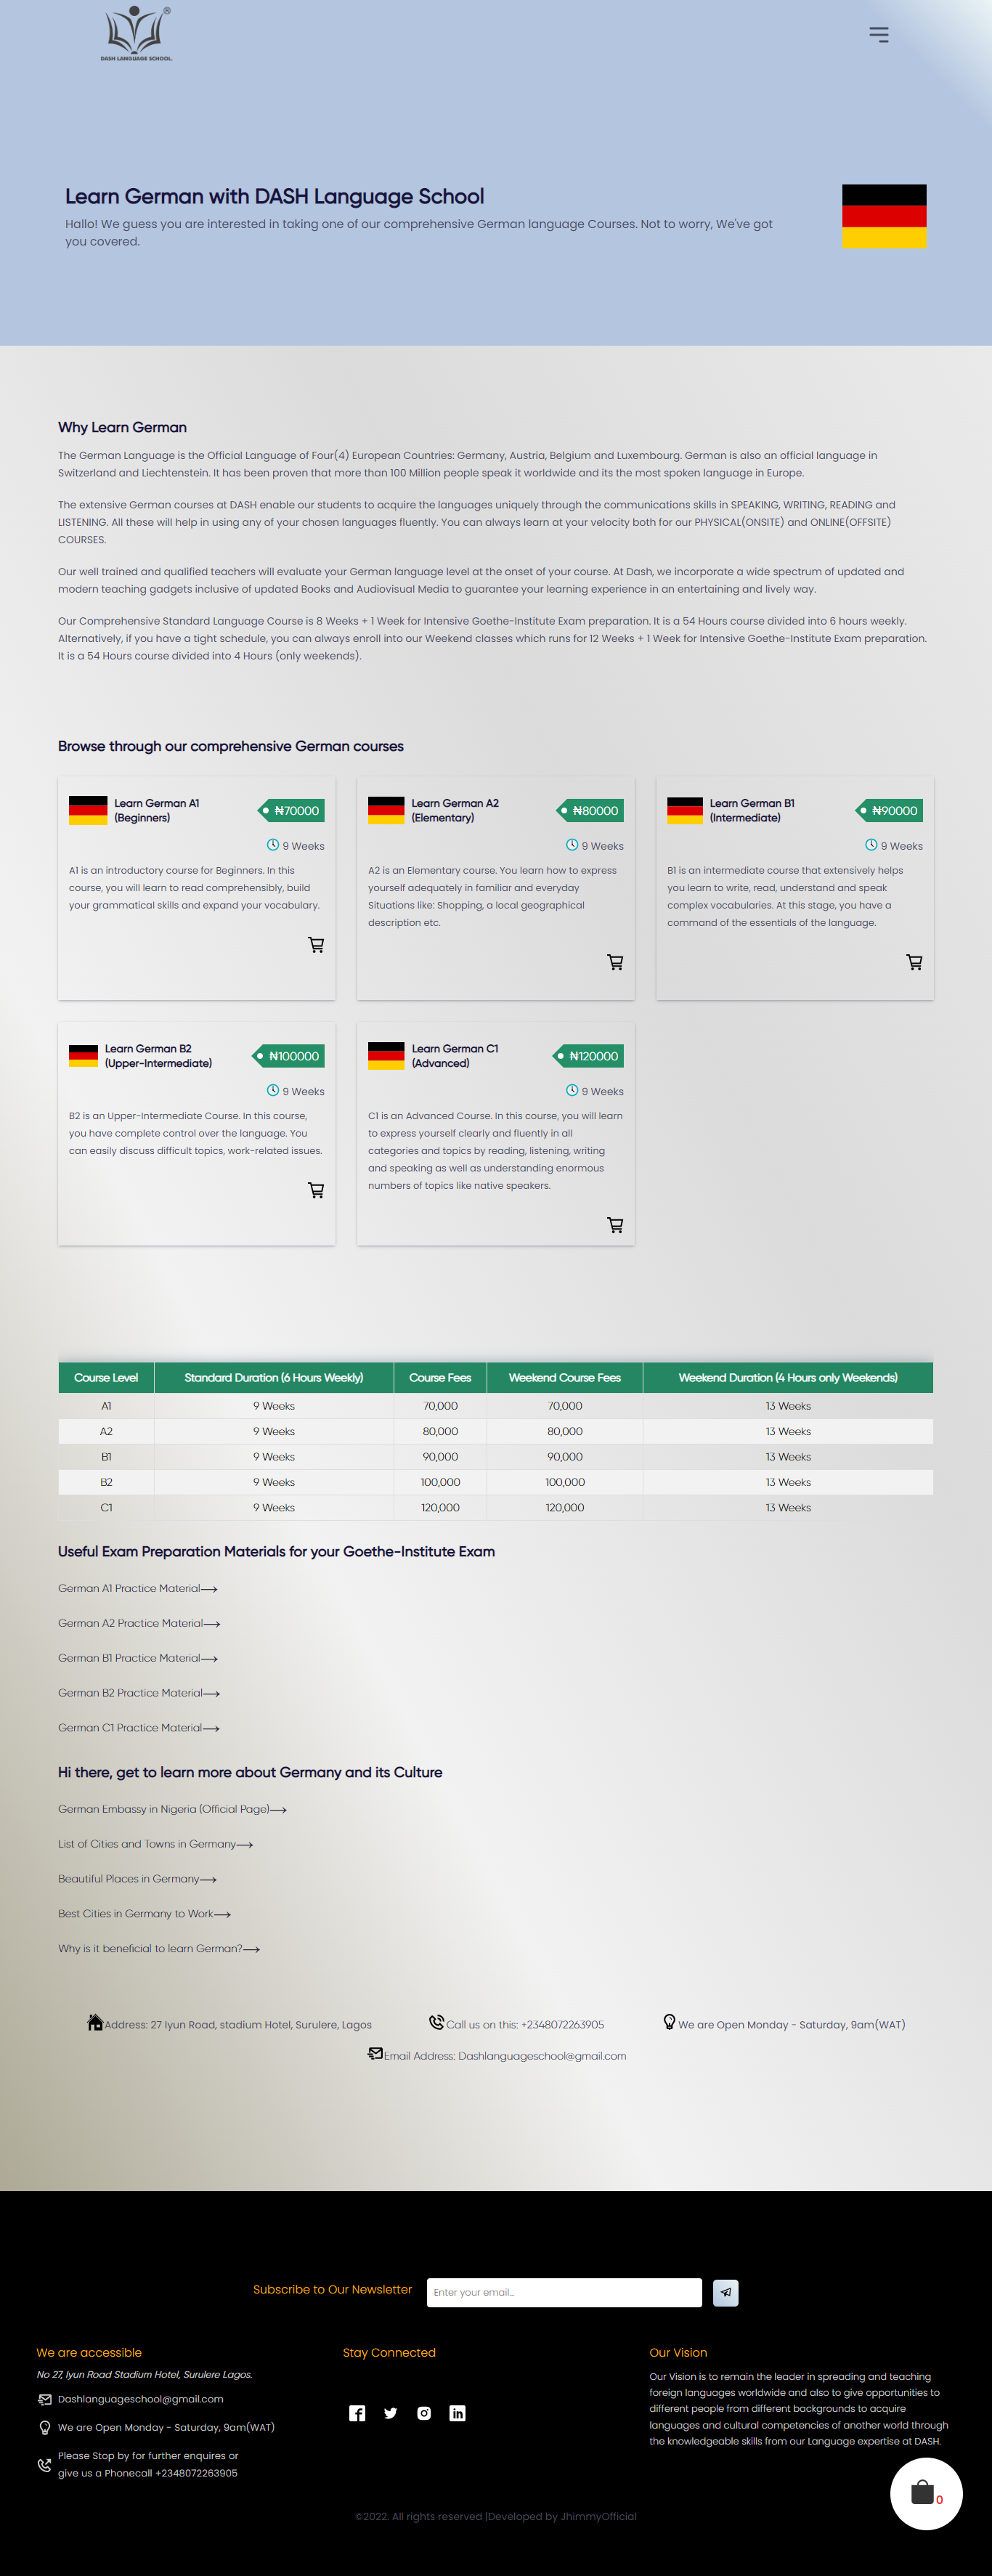 ®
DASH LANGUAGE SCHOOL.
Learn German with DASH Language School
Hallo! We guess you are interested in taking one of our comprehensive German language Courses. Not to worry, We've got
you covered.
Why Learn German
The German Language is the Official Language of Four(4) European Countries: Germany, Austria, Belgium and Luxembourg. German is also an official language in
Switzerland and Liechtenstein. It has been proven that more than 100 Million people speak it worldwide and its the most spoken language in Europe.
The extensive German courses at DASH enable our students to acquire the languages uniquely through the communications skills in SPEAKING, WRITING, READING and
LISTENING. All these will help in using any of your chosen languages fluently. You can always learn at your velocity both for our PHYSICAL(ONSITE) and ONLINE(OFFSITE)
COURSES.
Our well trained and qualified teachers will evaluate your German language level at the onset of your course. At Dash, we incorporate a wide spectrum of updated and
modern teaching gadgets inclusive of updated Books and Audiovisual Media to guarantee your learning experience in an entertaining and lively way.
Our Comprehensive Standard Language Course is 8 Weeks + 1 Week for Intensive Goethe-Institute Exam preparation. It is a 54 Hours course divided into 6 hours weekly.
Alternatively, if you have a tight schedule, you can always enroll into our Weekend classes which runs for 12 Weeks + 1 Week for Intensive Goethe-Institute Exam preparation.
It is a 54 Hours course divided into 4 Hours (only weekends).
Browse through our comprehensive German courses
Learn German A1
(Beginners)
₦70000
9 Weeks
A1 is an introductory course for Beginners. In this
course, you will learn to read comprehensibly, build
your grammatical skills and expand your vocabulary.
Learn German A2
(Elementary)
₦80000
9 Weeks
A2 is an Elementary course. You learn how to express
yourself adequately in familiar and everyday
Situations like: Shopping, a local geographical
description etc.
Learn German B1
(Intermediate)
₦90000
9 Weeks
B1 is an intermediate course that extensively helps
you learn to write, read, understand and speak
complex vocabularies. At this stage, you have a
command of the essentials of the language.
Learn German B2
(Upper-Intermediate)
₦100000
9 Weeks
B2 is an Upper-Intermediate Course. In this course,
you have complete control over the language. You
can easily discuss difficult topics, work-related issues.
Learn German C1
(Advanced)
₦120000
9 Weeks
C1 is an Advanced Course. In this course, you will learn
to express yourself clearly and fluently in all
categories and topics by reading, listening, writing
and speaking as well as understanding enormous
numbers of topics like native speakers.
Course Level Standard Duration (6 Hours Weekly) Course Fees Weekend Course Fees Weekend Duration (4 Hours only Weekends)
A1 9 Weeks 70,000 70,000 13 Weeks
A2 9 Weeks 80,000 80,000 13 Weeks
B1 9 Weeks 90,000 90,000 13 Weeks
B2 9 Weeks 100,000 100,000 13 Weeks
C1 9 Weeks 120,000 120,000 13 Weeks
Useful Exam Preparation Materials for your Goethe-Institute Exam
German A1 Practice Material
German A2 Practice Material
German B1 Practice Material
German B2 Practice Material
German C1 Practice Material
Hi there, get to learn more about Germany and its Culture
German Embassy in Nigeria (Official Page)
List of Cities and Towns in Germany
Beautiful Places in Germany
Best Cities in Germany to Work
Why is it beneficial to learn German?
Address: 27 Iyun Road, stadium Hotel, Surulere, Lagos
Call us on this: +2348072263905
We are Open Monday - Saturday, 9am(WAT)
Email Address: Dashlanguageschool@gmail.com
Subscribe to Our Newsletter
Enter your email...
We are accessible
No 27, Iyun Road Stadium Hotel, Surulere Lagos.
Dashlanguageschool@gmail.com
We are Open Monday - Saturday, 9am(WAT)
Please Stop by for further enquires or
give us a Phonecall +2348072263905
Stay Connected
Our Vision
Our Vision is to remain the leader in spreading and teaching
foreign languages worldwide and also to give opportunities to
different people from different backgrounds to acquire
languages and cultural competencies of another world through
the knowledgeable skills from our Language expertise at DASH.
0
©2022. All rights reserved |Developed by JhimmyOfficial